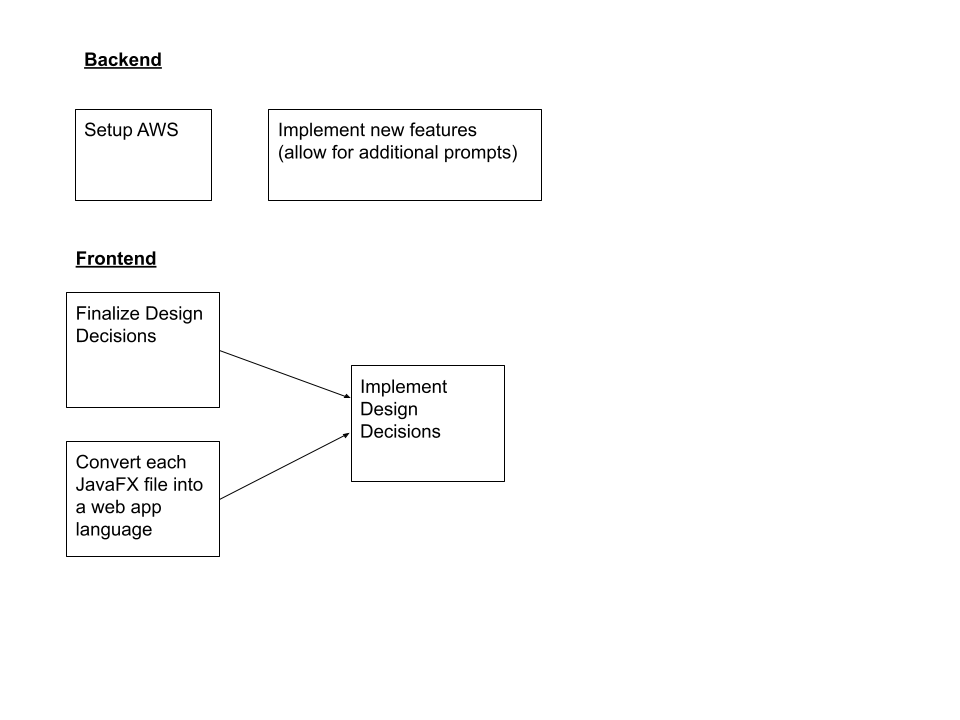 Backend
Setup AWS
Implement new features
(allow for additional prompts)
Frontend
Finalize Design
Decisions
Implement
Design
Decisions
Convert each
JavaFX file into
a web app
language